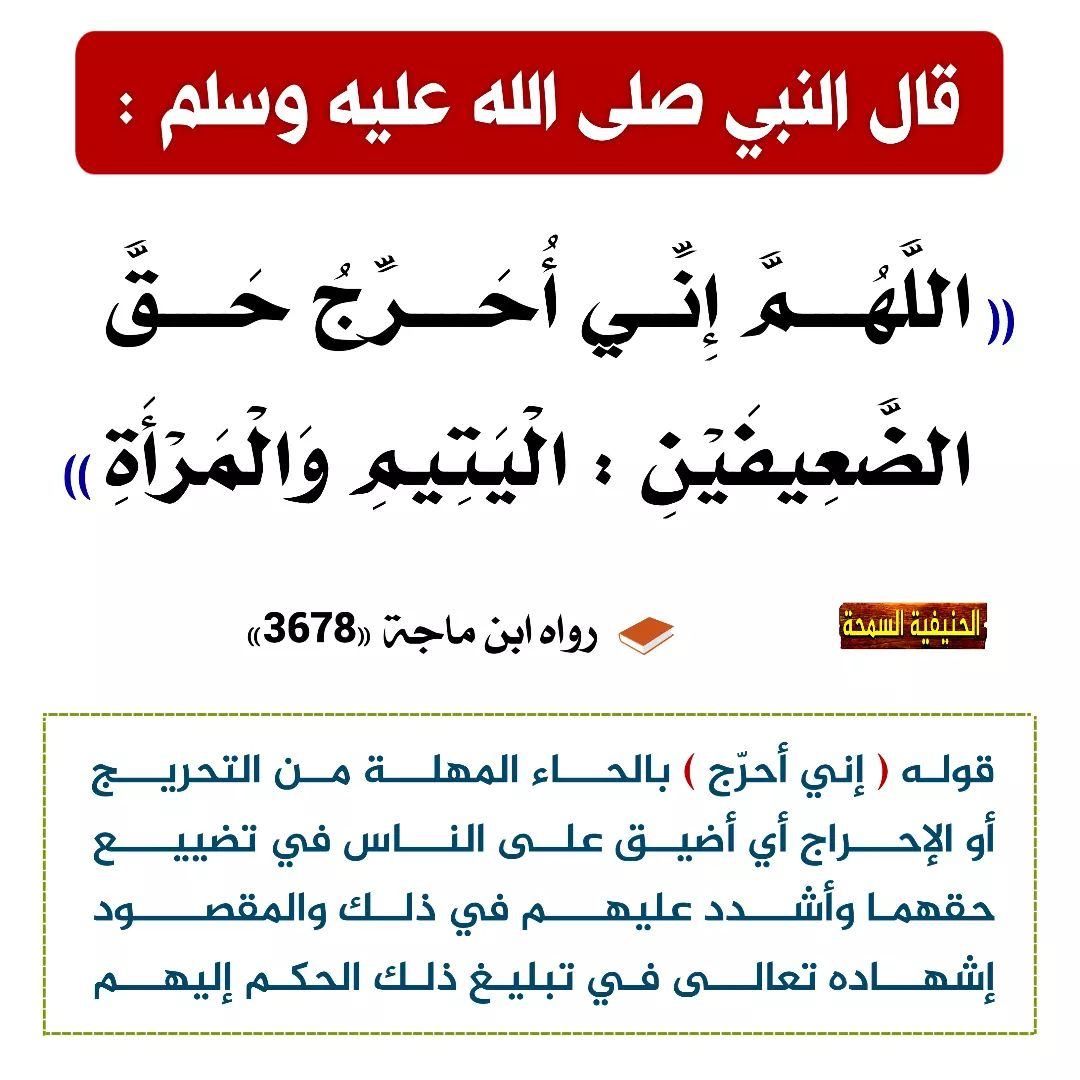 قال النبي صلى الله عليه وسلم :
(( اللَّهُمَّ إِنِّي أُحَرِّجُ حَقَّ
الضَّعِيفَيْنِ : الْيَتِيمِ وَالْمَرْأَةِ ))
رواه ابن ماجة ((3678))
الحنيفية السمحة
قوله ( إني أحرّج ) بالحاء المهلة من التحريج
أو الإحراج أي أضيق على الناس في تضييع
حقهما وأشدد عليهم في ذلك والمقصود
إشهاده تعالى في تبليغ ذلك الحكم إليهم